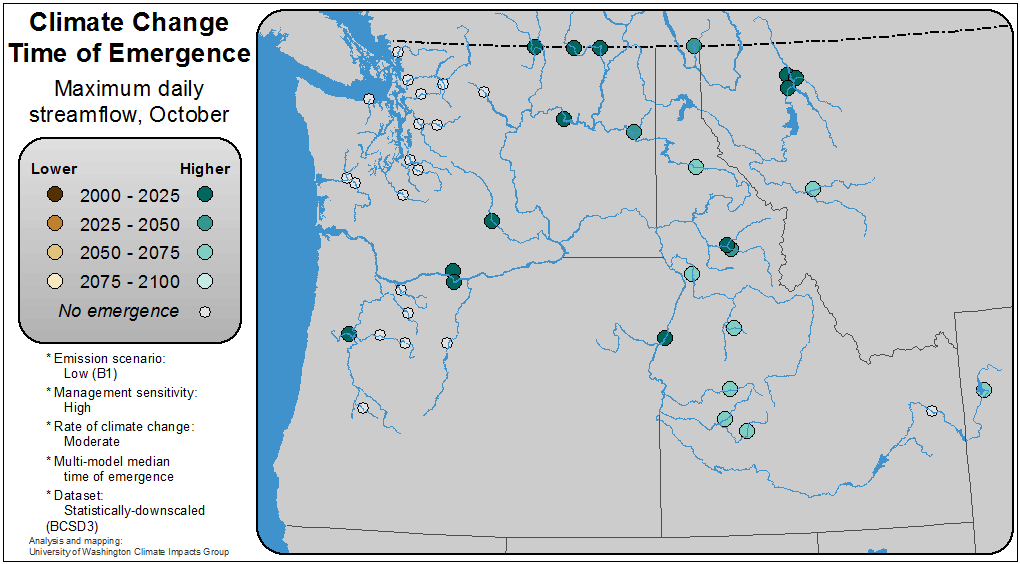 Climate Change
Time of Emergence
Maximum daily
streamflow, October
Lower Higher
2000 - 2025
2025 - 2050
2050 - 2075
2075 - 2100
No emergence
* Emission scenario:
Low (B1)
* Management sensitivity:
High
* Rate of climate change:
Moderate
* Multi-model median
time of emergence
* Dataset:
Statistically-downscaled
(BCSD3)
Analysis and mapping:
University of Washington Climate Impacts Group